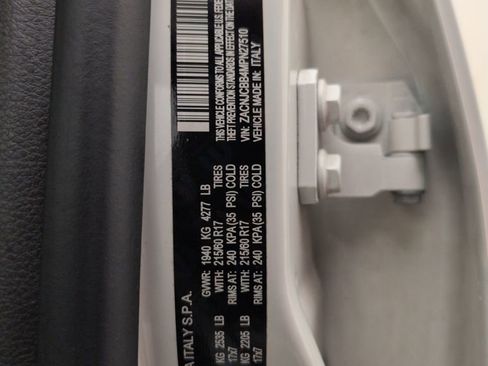 A ITALY S.P.A.
GVWR: 1940 KG 4277 LB
KG 2535 LB WITH: 215/60 R17 TIRES
17x7 RIMS AT: 240 KPA(35 PSI) COLD
KG 2205 LB WITH: 215/60 R17 TIRES
17x7 RIMS AT: 240 KPA(35 PSI) COLD
THIS VEHICLE CONFORMS TO ALL APPLICABLE U.S. FEDE
THEFT PREVENTION STANDARDS IN EFFECT ON THE DAT
VIN: ZACNJCBB4MPN27510
VEHICLE MADE IN: ITALY